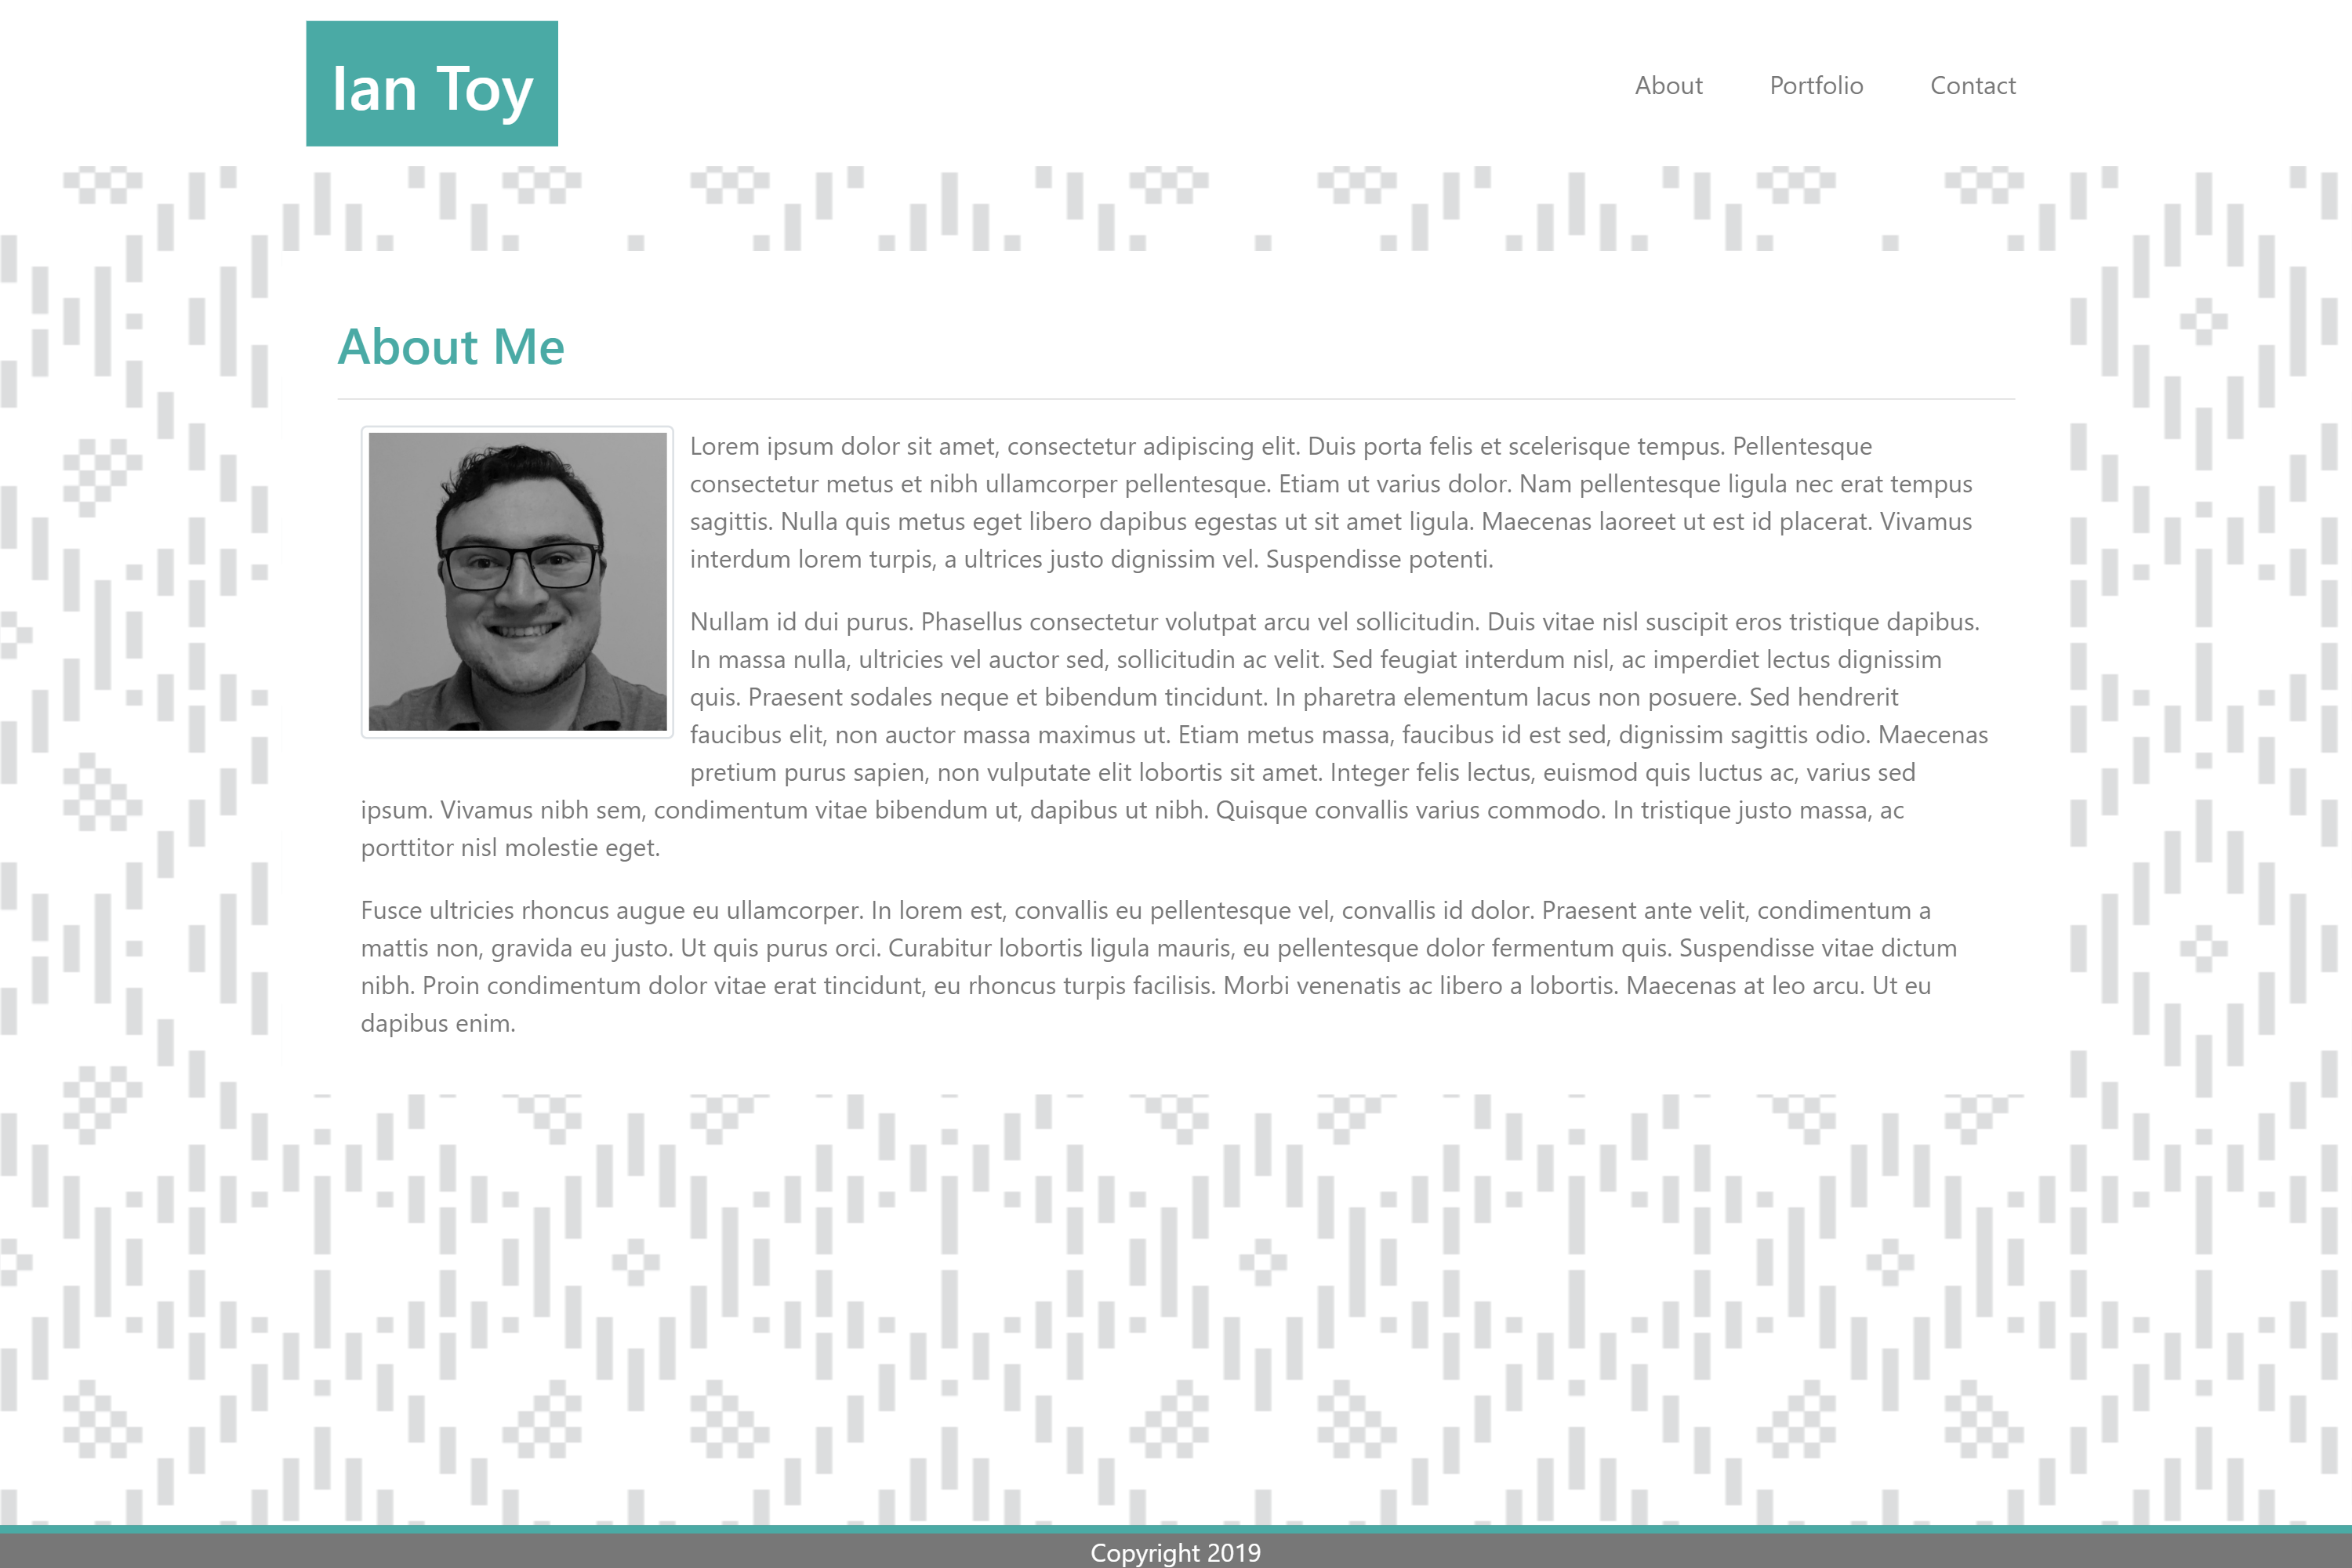 Ian Toy
About Portfolio Contact
About Me
Lorem ipsum dolor sit amet, consectetur adipiscing elit. Duis porta felis et scelerisque tempus. Pellentesque
consectetur metus et nibh ullamcorper pellentesque. Etiam ut varius dolor. Nam pellentesque ligula nec erat tempus
sagittis. Nulla quis metus eget libero dapibus egestas ut sit amet ligula. Maecenas laoreet ut est id placerat. Vivamus
interdum lorem turpis, a ultrices justo dignissim vel. Suspendisse potenti.
Nullam id dui purus. Phasellus consectetur volutpat arcu vel sollicitudin. Duis vitae nisl suscipit eros tristique dapibus.
In massa nulla, ultricies vel auctor sed, sollicitudin ac velit. Sed feugiat interdum nisl, ac imperdiet lectus dignissim
quis. Praesent sodales neque et bibendum tincidunt. In pharetra elementum lacus non posuere. Sed hendrerit
faucibus elit, non auctor massa maximus ut. Etiam metus massa, faucibus id est sed, dignissim sagittis odio. Maecenas
pretium purus sapien, non vulputate elit lobortis sit amet. Integer felis lectus, euismod quis luctus ac, varius sed
ipsum. Vivamus nibh sem, condimentum vitae bibendum ut, dapibus ut nibh. Quisque convallis varius commodo. In tristique justo massa, ac
porttitor nisl molestie eget.
Fusce ultricies rhoncus augue eu ullamcorper. In lorem est, convallis eu pellentesque vel, convallis id dolor. Praesent ante velit, condimentum a
mattis non, gravida eu justo. Ut quis purus orci. Curabitur lobortis ligula mauris, eu pellentesque dolor fermentum quis. Suspendisse vitae dictum
nibh. Proin condimentum dolor vitae erat tincidunt, eu rhoncus turpis facilisis. Morbi venenatis ac libero a lobortis. Maecenas at leo arcu. Ut eu
dapibus enim.
Copyright 2019